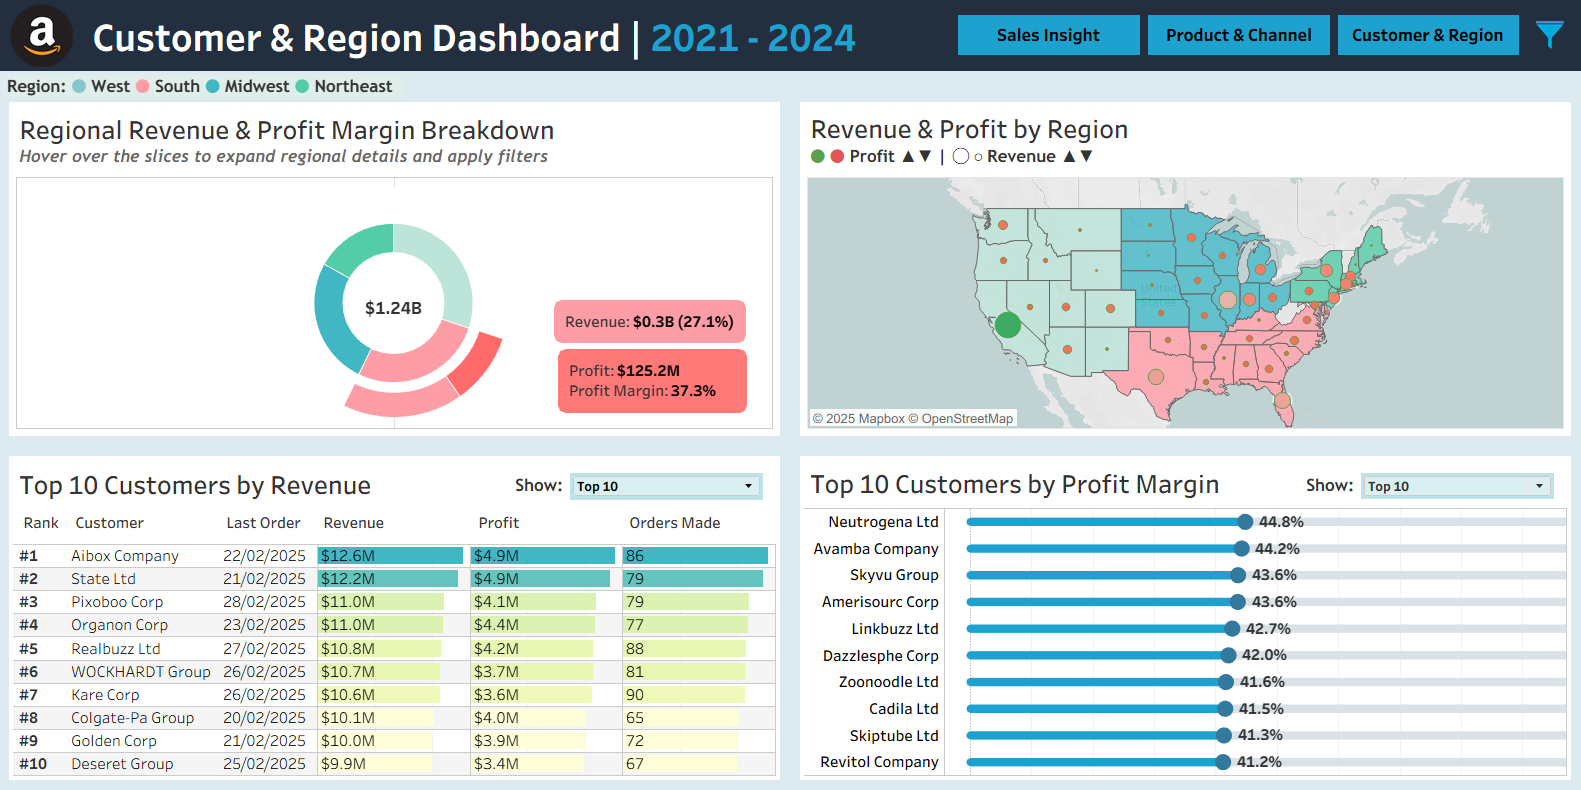 a
Customer & Region Dashboard | 2021 - 2024
Sales Insight
Product & Channel
Customer & Region
Region: West South Midwest Northeast
Regional Revenue & Profit Margin Breakdown
Hover over the slices to expand regional details and apply filters
$1.24B
Revenue: $0.3B (27.1%)
Profit: $125.2M
Profit Margin: 37.3%
Revenue & Profit by Region
Profit ▲▼ | Revenue ▲▼
United States
© 2025 Mapbox © OpenStreetMap
Top 10 Customers by Revenue
Show: Top 10
Rank Customer Last Order Revenue Profit Orders Made
#1 Aibox Company 22/02/2025 $12.6M $4.9M 86
#2 State Ltd 21/02/2025 $12.2M $4.9M 79
#3 Pixoboo Corp 28/02/2025 $11.0M $4.1M 79
#4 Organon Corp 23/02/2025 $11.0M $4.4M 77
#5 Realbuzz Ltd 27/02/2025 $10.8M $4.2M 88
#6 WOCKHARDT Group 26/02/2025 $10.7M $3.7M 81
#7 Kare Corp 26/02/2025 $10.6M $3.6M 90
#8 Colgate-Pa Group 20/02/2025 $10.1M $4.0M 65
#9 Golden Corp 21/02/2025 $10.0M $3.9M 72
#10 Deseret Group 25/02/2025 $9.9M $3.4M 67
Top 10 Customers by Profit Margin
Show: Top 10
Neutrogena Ltd 44.8%
Avamba Company 44.2%
Skyvu Group 43.6%
Amerisourc Corp 43.6%
Linkbuzz Ltd 42.7%
Dazzlesphe Corp 42.0%
Zoonoodle Ltd 41.6%
Cadila Ltd 41.5%
Skiptube Ltd 41.3%
Revitol Company 41.2%